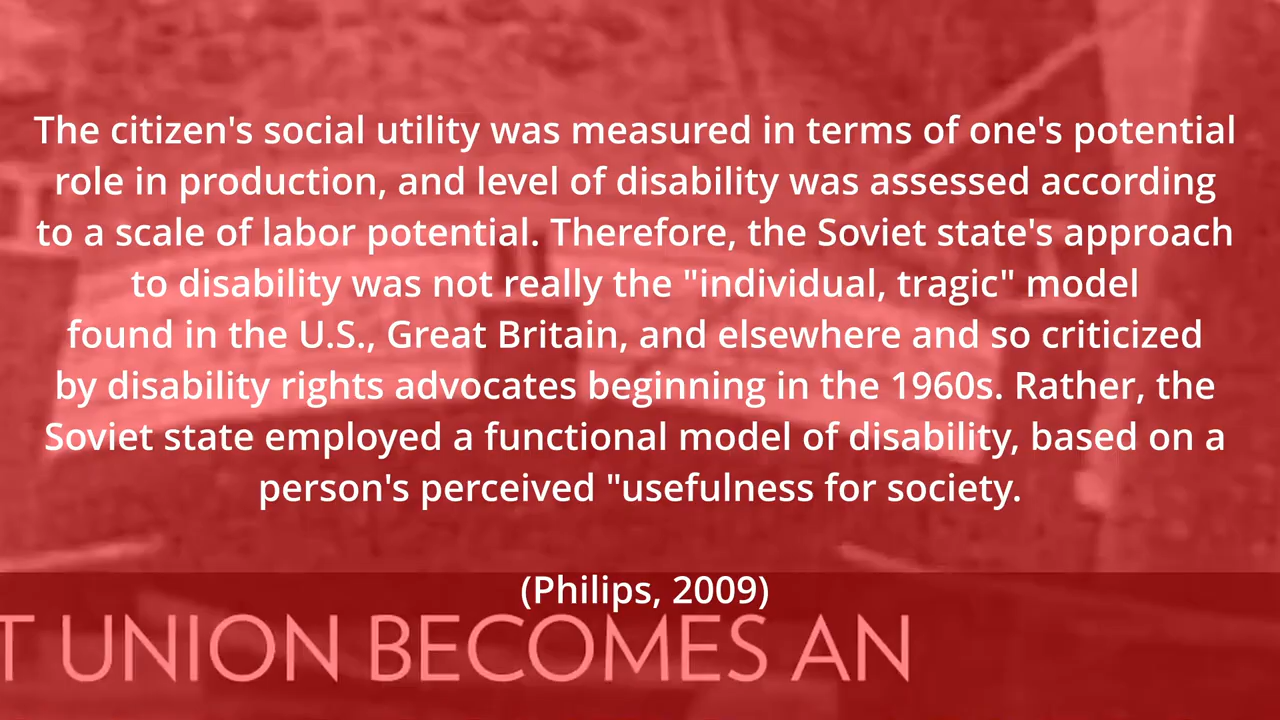 The citizen's social utility was measured in terms of one's potential
role in production, and level of disability was assessed according
to a scale of labor potential. Therefore, the Soviet state's approach
to disability was not really the "individual, tragic" model
found in the U.S., Great Britain, and elsewhere and so criticized
by disability rights advocates beginning in the 1960s. Rather, the
Soviet state employed a functional model of disability, based on a
person's perceived "usefulness for society.
(Philips, 2009)
T UNION BECOMES AN